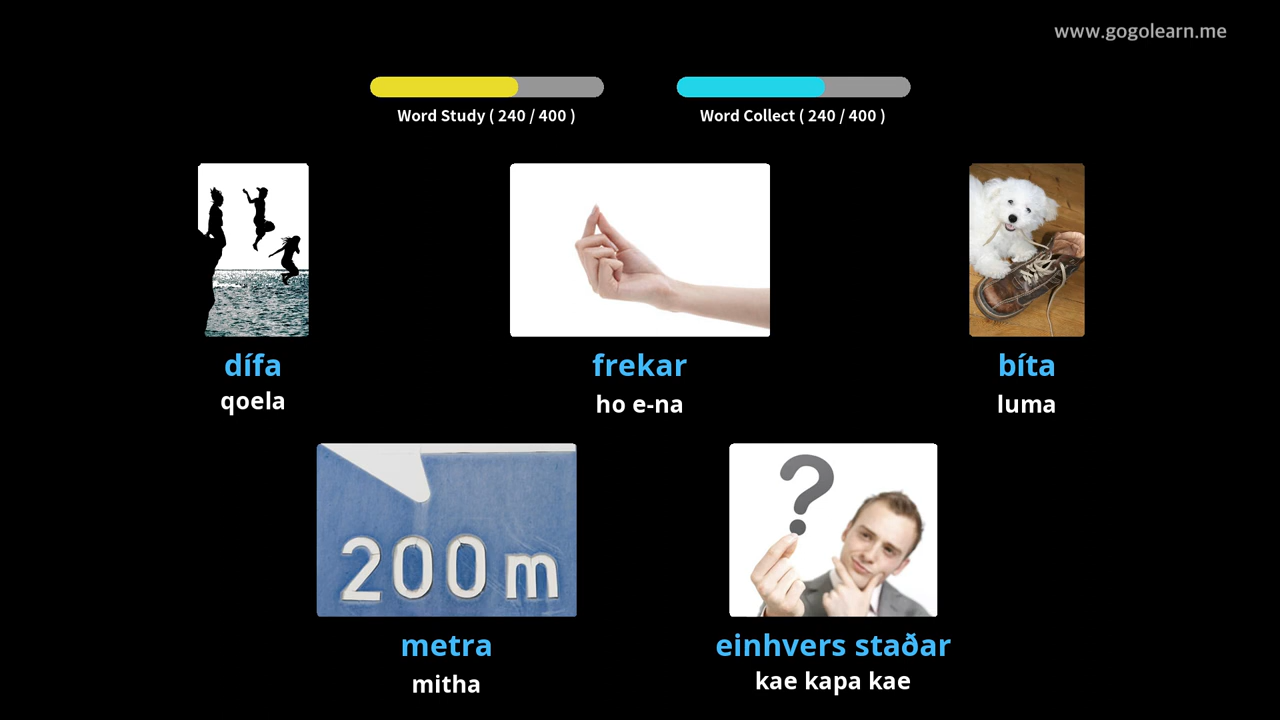 www.gogolearn.me
Word Study ( 240 / 400 )
Word Collect ( 240 / 400 )
dífa
qoela
frekar
ho e-na
bíta
luma
200 m
metra
mitha
einhvers staðar
kae kapa kae